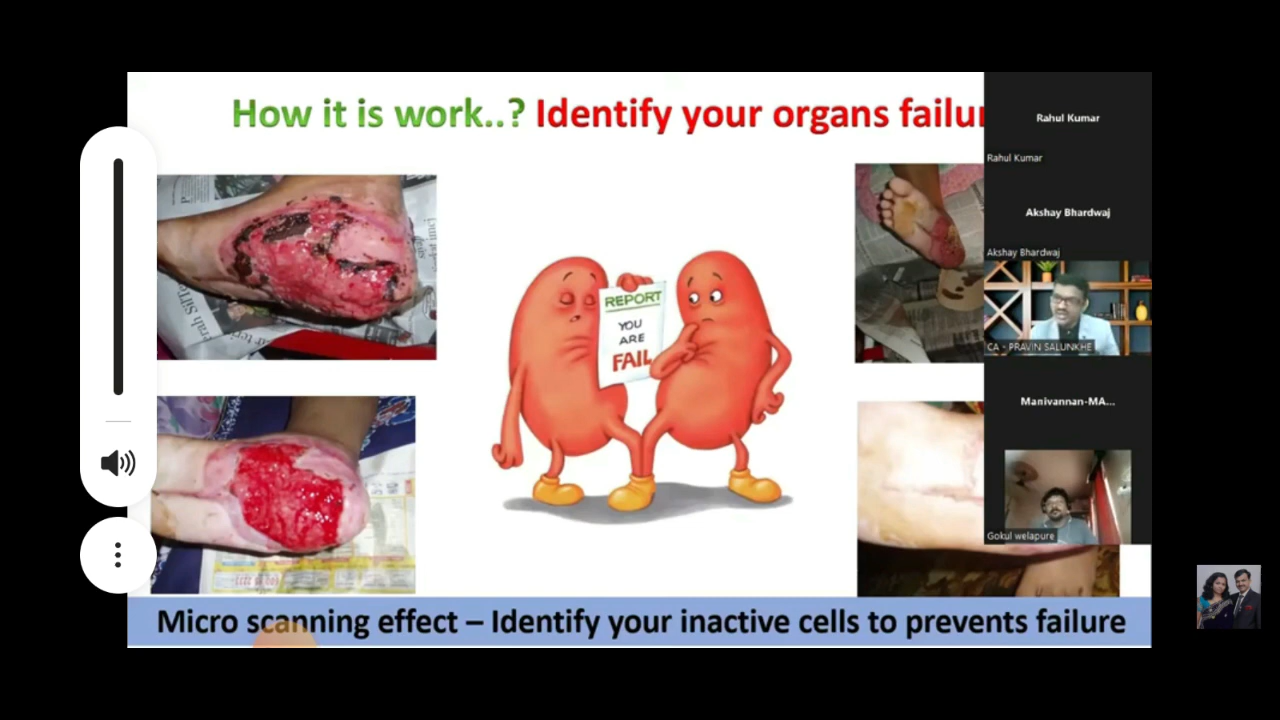 How it is work..? Identify your organs failur
Rahul Kumar
Rahul Kumar
Akshay Bhardwaj
Akshay Bhardwaj
CA - PRAVIN SALUNKHE
Manivannan-MA...
Gokul welapure
REPORT
YOU
ARE
FAIL
Micro scanning effect – Identify your inactive cells to prevents failure